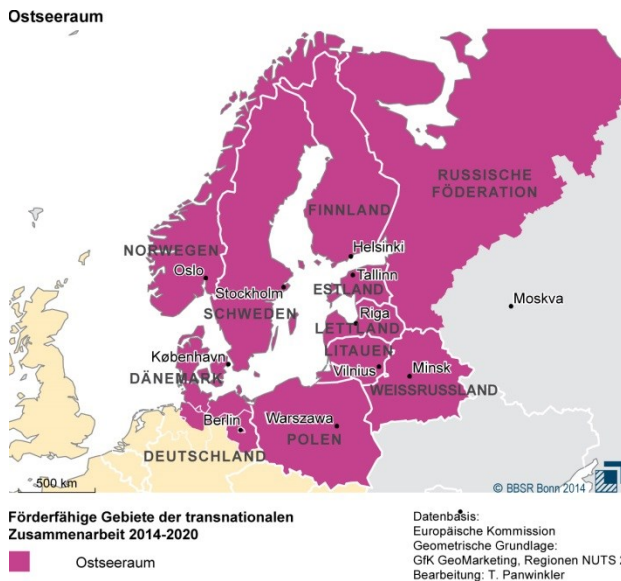 Ostseeraum
RUSSISCHE
FÖDERATION
FINNLAND
NORWEGEN
Helsinki
Oslo
Tallinn
Stockholm
ESTLAND
SCHWEDEN
Moskva
Riga
LETTLAND
København
LITAUEN
Vilnius
Minsk
DÄNEMARK
WEISSRUSSLAND
Berlin
Warszawa
POLEN
DEUTSCHLAND
500 km
© BBSR Bonn 2014
Förderfähige Gebiete der transnationalen
Zusammenarbeit 2014-2020
Ostseeraum
Datenbasis:
Europäische Kommission
Geometrische Grundlage:
GfK GeoMarketing, Regionen NUTS 2
Bearbeitung: T. Panwinkler